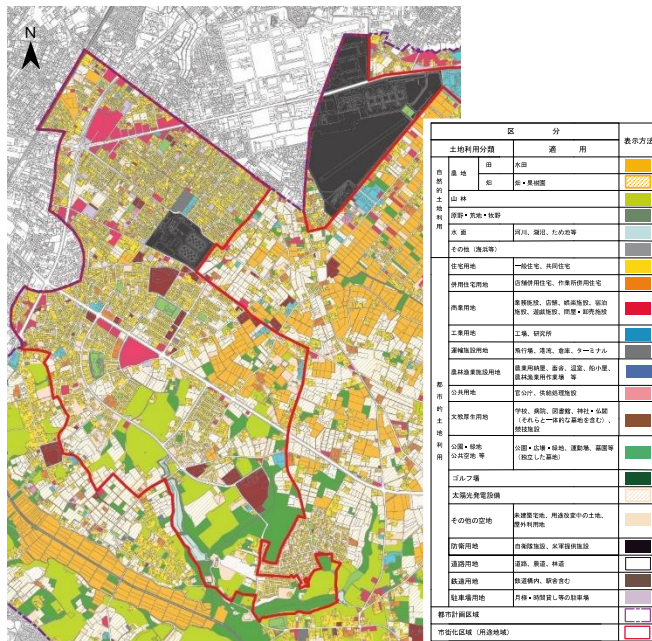 N
区　分
表示方法
土地利用分類
適　用
自然的土地利用
農地
田
水田
畑
畑・果樹園
山林
原野・荒地・牧野
水面
河川、湖沼、ため池等
その他（海浜等）
都市的土地利用
住宅用地
一般住宅、共同住宅
併用住宅用地
店舗併用住宅、作業所併用住宅
商業用地
業務施設、店舗、娯楽施設、宿泊
施設、遊戯施設、問屋・卸売施設
工業用地
工場、研究所
運輸施設用地
飛行場、港湾、倉庫、ターミナル
農林漁業施設用地
農業用納屋、畜舎、温室、船小屋、
農林漁業用作業場　等
公共用地
官公庁、供給処理施設
文教厚生用地
学校、病院、図書館、神社・仏閣
（それらと一体的な墓地を含む）、
競技施設
公園・緑地
公共空地 等
公園・広場・緑地、運動場、墓園等
（独立した墓地）
ゴルフ場
太陽光発電設備
その他の空地
未建築宅地、用途改変中の土地、
屋外利用地
防衛用地
自衛隊施設、米軍提供施設
道路用地
道路、農道、林道
鉄道用地
鉄道構内、駅舎含む
駐車場用地
月極・時間貸し等の駐車場
都市計画区域
市街化区域（用途地域）